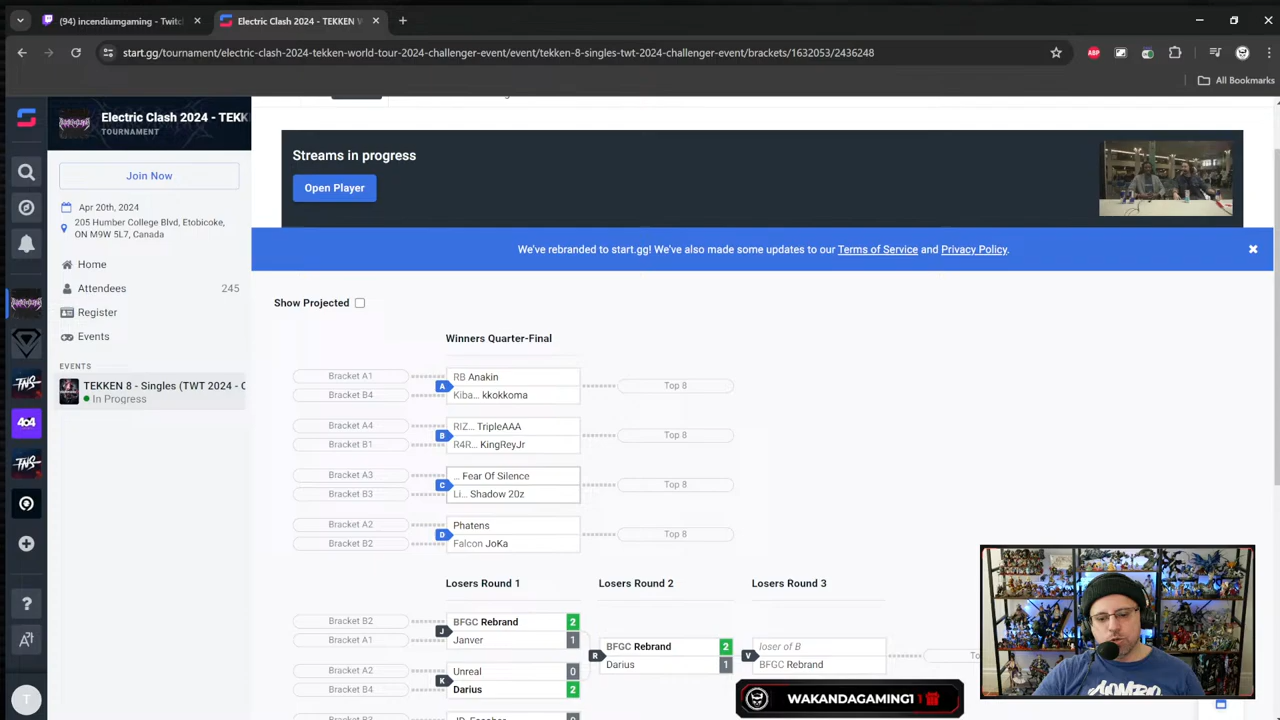 (94) incendiumgaming - Twitc
Electric Clash 2024 - TEKKEN W
start.gg/tournament/electric-clash-2024-tekken-world-tour-2024-challenger-event/event/tekken-8-singles-twt-2024-challenger-event/brackets/1632053/2436248
ABP
All Bookmarks
Electric Clash 2024 - TEKK
TOURNAMENT
Join Now
Apr 20th, 2024
205 Humber College Blvd, Etobicoke,
ON M9W 5L7, Canada
Home
Attendees 245
Register
Events
EVENTS
TEKKEN 8 - Singles (TWT 2024 - C
In Progress
TNS
404
TNS
?
T
Streams in progress
Open Player
We've rebranded to start.gg! We've also made some updates to our Terms of Service and Privacy Policy.
Show Projected
Winners Quarter-Final
Bracket A1 A RB Anakin Top 8
Bracket B4 Kiba... kkokkoma
Bracket A4 B RIZ... TripleAAA Top 8
Bracket B1 R4R... KingReyJr
Bracket A3 C ... Fear Of Silence Top 8
Bracket B3 Li... Shadow 20z
Bracket A2 D Phatens Top 8
Bracket B2 Falcon JoKa
Losers Round 1 Losers Round 2 Losers Round 3
Bracket B2 J BFGC Rebrand 2
Bracket A1 Janver 1
R BFGC Rebrand 2 V loser of B
Darius 1 BFGC Rebrand
Bracket A2 K Unreal 0
Bracket B4 Darius 2
WAKANDAGAMING1 1